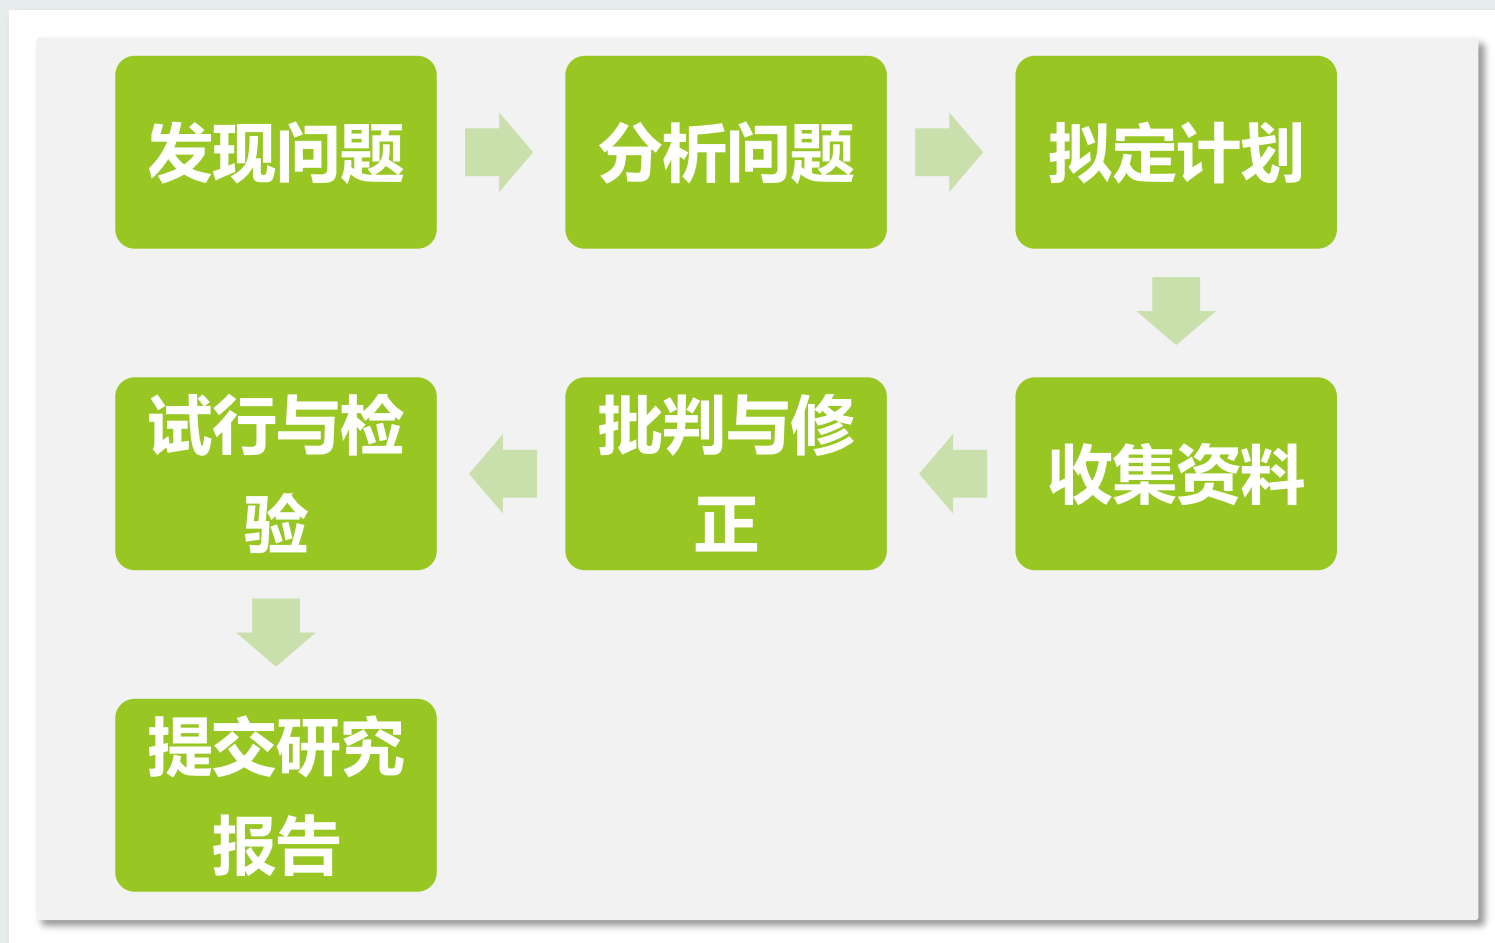 发现问题
分析问题
拟定计划
收集资料
批判与修
正
试行与检
验
提交研究
报告